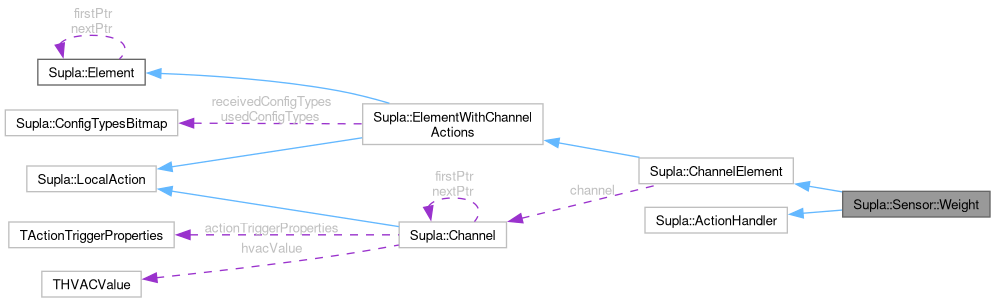 firstPtr
nextPtr
Supla::Element
receivedConfigTypes
usedConfigTypes
Supla::ConfigTypesBitmap
Supla::ElementWithChannel
Actions
Supla::LocalAction
firstPtr
nextPtr
channel
Supla::ChannelElement
Supla::Sensor::Weight
Supla::ActionHandler
TActionTriggerProperties
actionTriggerProperties
Supla::Channel
hvacValue
THVACValue